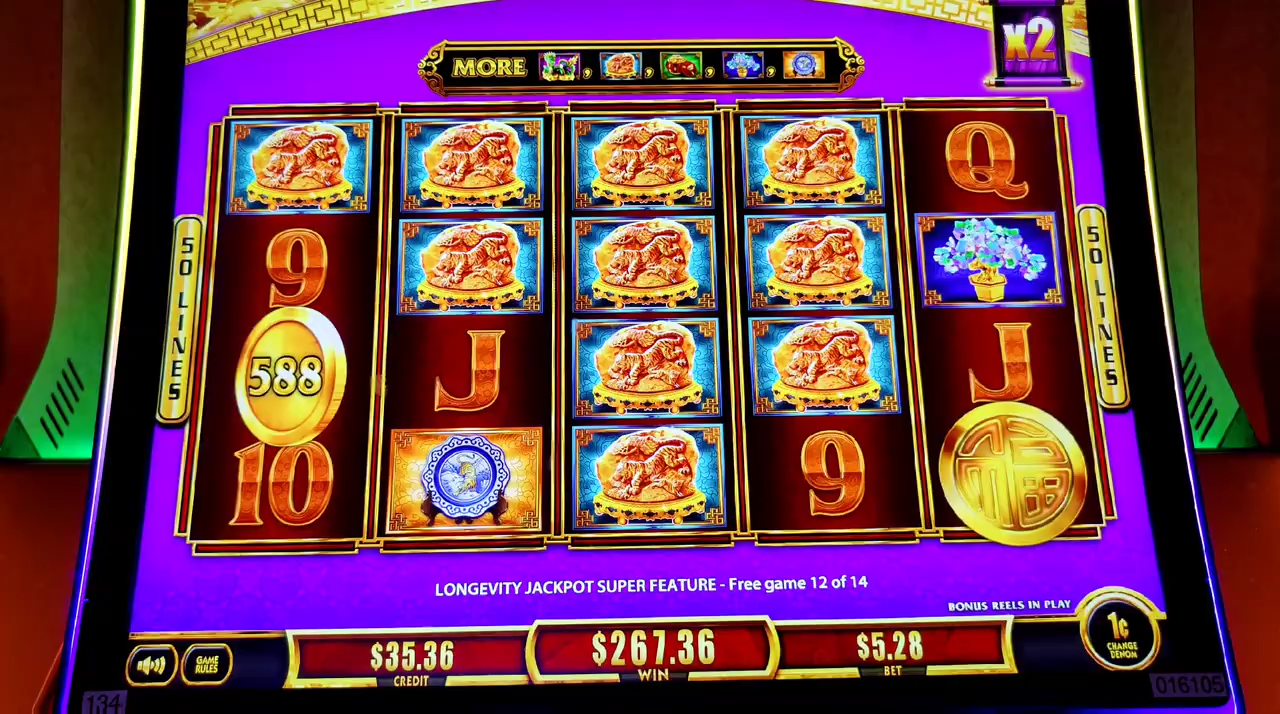 x2
MORE , , , ,
Q
9
50 LINES
50 LINES
588
J
J
10
9
福
LONGEVITY JACKPOT SUPER FEATURE - Free game 12 of 14
BONUS REELS IN PLAY
GAME RULES
$35.36
CREDIT
$267.36
WIN
$5.28
BET
1¢
CHANGE
DENOM
134
016105